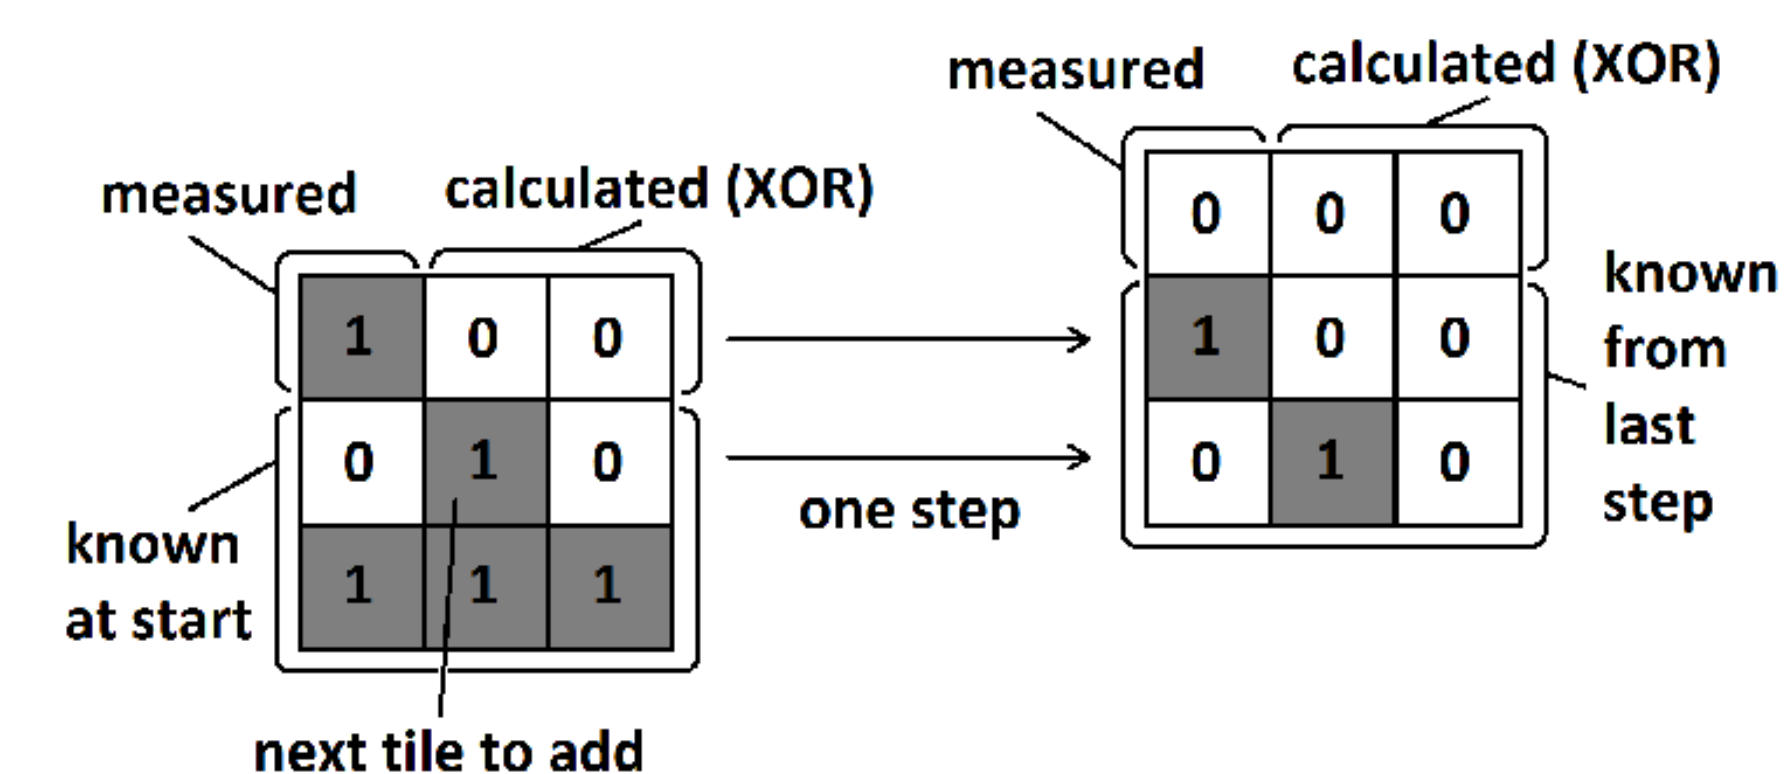 measured
calculated (XOR)
1 0 0
0 1 0
1 1 1
known
at start
next tile to add
one step
measured
calculated (XOR)
0 0 0
1 0 0
0 1 0
known
from
last
step